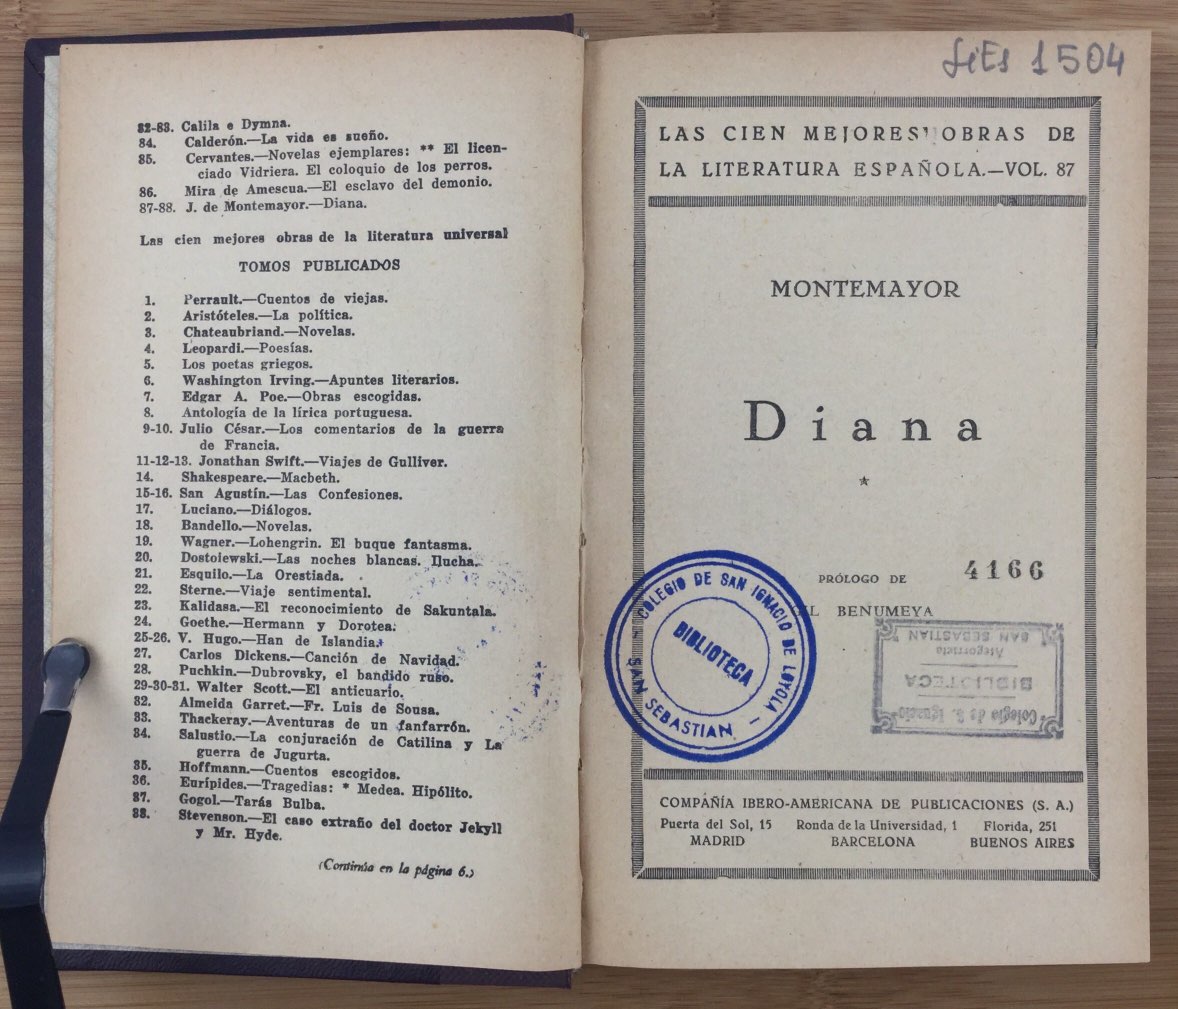 82-83. Calila e Dymna.
84. Calderón.—La vida es sueño.
85. Cervantes.—Novelas ejemplares: ** El licen-
ciado Vidriera. El coloquio de los perros.
86. Mira de Amescua.—El esclavo del demonio.
87-88. J. de Montemayor.—Diana.
Las cien mejores obras de la literatura universal
TOMOS PUBLICADOS
1. Perrault.—Cuentos de viejas.
2. Aristóteles.—La política.
3. Chateaubriand.—Novelas.
4. Leopardi.—Poesías.
5. Los poetas griegos.
6. Washington Irving.—Apuntes literarios.
7. Edgar A. Poe.—Obras escogidas.
8. Antología de la lírica portuguesa.
9-10. Julio César.—Los comentarios de la guerra
de Francia.
11-12-13. Jonathan Swift.—Viajes de Gulliver.
14. Shakespeare.—Macbeth.
15-16. San Agustín.—Las Confesiones.
17. Luciano.—Diálogos.
18. Bandello.—Novelas.
19. Wagner.—Lohengrin. El buque fantasma.
20. Dostoiewski.—Las noches blancas. Ilucha.
21. Esquilo.—La Orestiada.
22. Sterne.—Viaje sentimental.
23. Kalidasa.—El reconocimiento de Sakuntala.
24. Goethe.—Hermann y Dorotea.
25-26. V. Hugo.—Han de Islandia.
27. Carlos Dickens.—Canción de Navidad.
28. Puchkin.—Dubrovsky, el bandido ruso.
29-30-31. Walter Scott.—El anticuario.
32. Almeida Garret.—Fr. Luis de Sousa.
33. Thackeray.—Aventuras de un fanfarrón.
34. Salustio.—La conjuración de Catilina y La
guerra de Jugurta.
35. Hoffmann.—Cuentos escogidos.
36. Eurípides.—Tragedias: * Medea. Hipólito.
37. Gogol.—Tarás Bulba.
38. Stevenson.—El caso extraño del doctor Jekyll
y Mr. Hyde.
(Continúa en la página 6.)
LiEs 1504
LAS CIEN MEJORES OBRAS DE
LA LITERATURA ESPAÑOLA.—VOL. 87
MONTEMAYOR
Diana
*
PRÓLOGO DE
4166
BENUMEYA
COLEGIO DE SAN IGNACIO DE LOYOLA
BIBLIOTECA
SAN SEBASTIAN
Colegio de S. Ignacio
BIBLIOTECA
Ategorrieta
SAN SEBASTIAN
COMPAÑÍA IBERO-AMERICANA DE PUBLICACIONES (S. A.)
Puerta del Sol, 15 Ronda de la Universidad, 1 Florida, 251
MADRID BARCELONA BUENOS AIRES